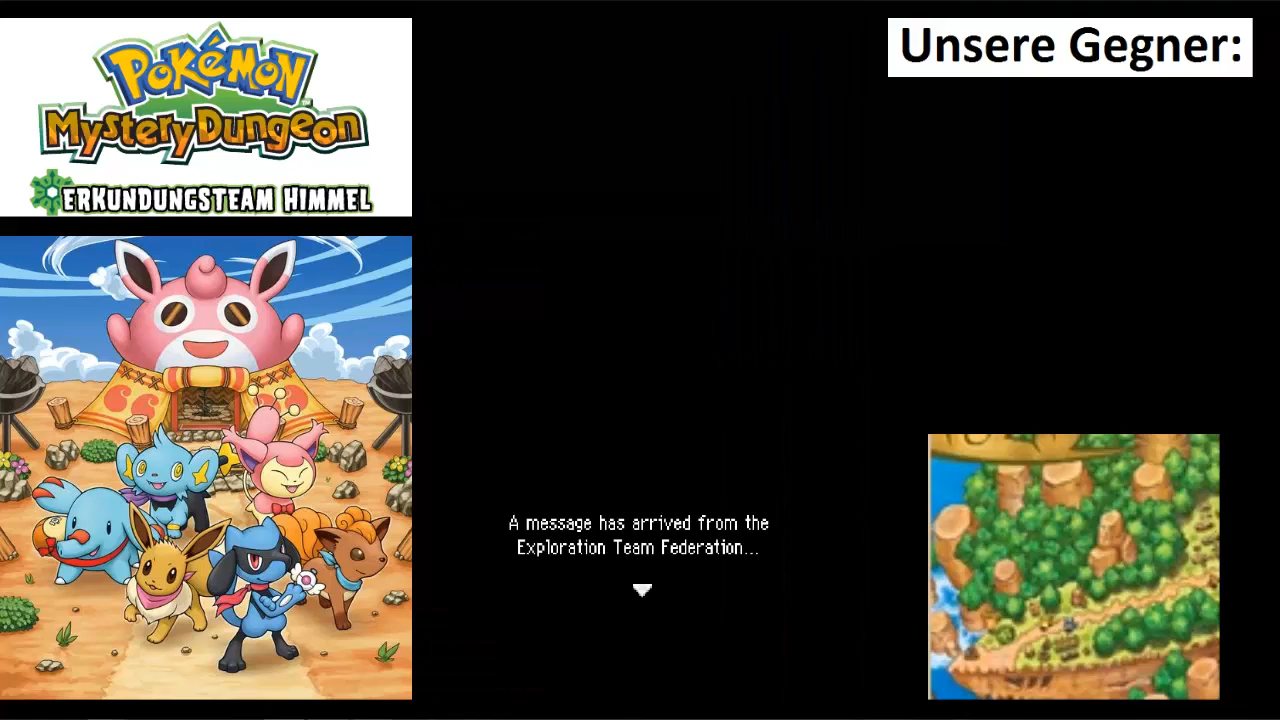 POKéMON
Mystery Dungeon
ERKUNDUNGSTEAM HIMMEL
Unsere Gegner:
A message has arrived from the
Exploration Team Federation...